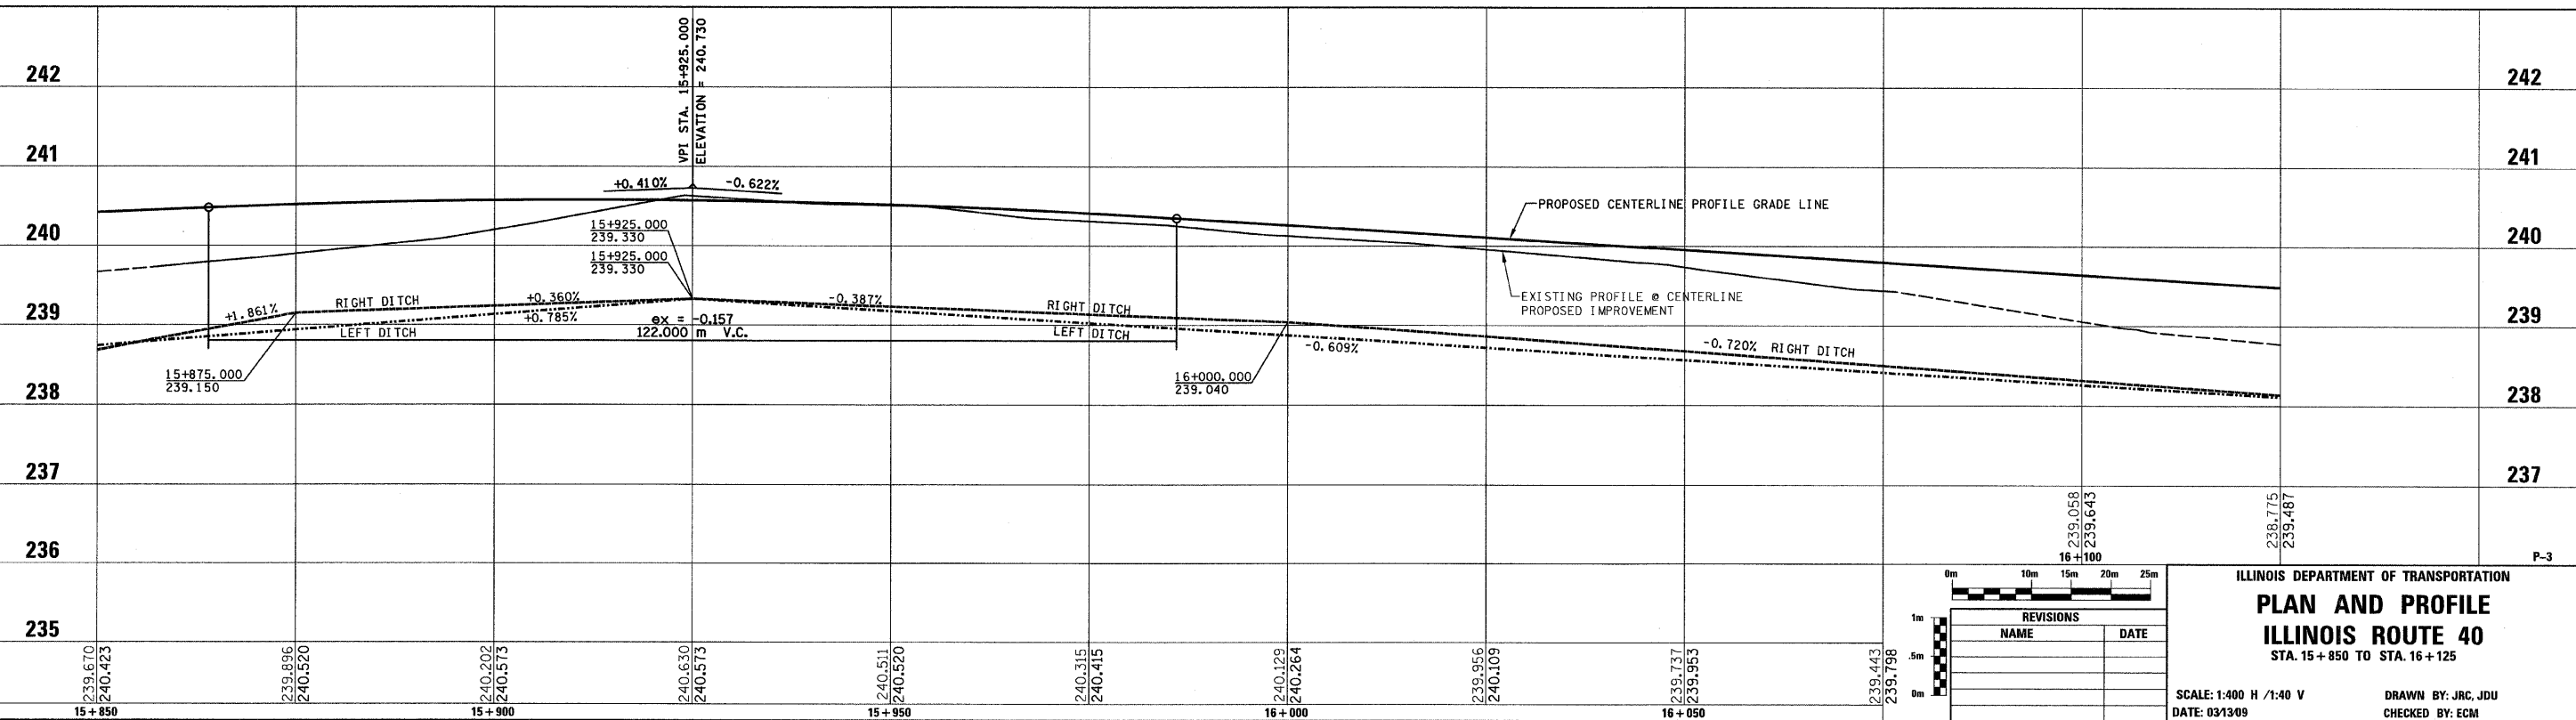 VPI STA. 15+925.000
ELEVATION = 240.730
242
242
241
241
+0.410%
-0.622%
PROPOSED CENTERLINE PROFILE GRADE LINE
240
240
15+925.000
239.330
15+925.000
239.330
EXISTING PROFILE @ CENTERLINE
PROPOSED IMPROVEMENT
239
239
+1.861%
RIGHT DITCH
+0.360%
-0.387%
RIGHT DITCH
+0.785%
LEFT DITCH
ex = -0.157
122.000 m V.C.
LEFT DITCH
-0.609%
-0.720% RIGHT DITCH
15+875.000
239.150
16+000.000
239.040
238
238
237
237
239.058
239.643
238.775
239.487
236
16+100
P-3
235
239.670
240.423
239.896
240.520
240.202
240.573
240.630
240.573
240.511
240.520
240.315
240.415
240.129
240.264
239.956
240.109
239.737
239.953
239.443
239.798
15+850
15+900
15+950
16+000
16+050
0m 10m 15m 20m 25m
1m
.5m
0m
REVISIONS
NAME DATE
ILLINOIS DEPARTMENT OF TRANSPORTATION
PLAN AND PROFILE
ILLINOIS ROUTE 40
STA. 15+850 TO STA. 16+125
SCALE: 1:400 H /1:40 V
DRAWN BY: JRC, JDU
DATE: 03/13/09
CHECKED BY: ECM